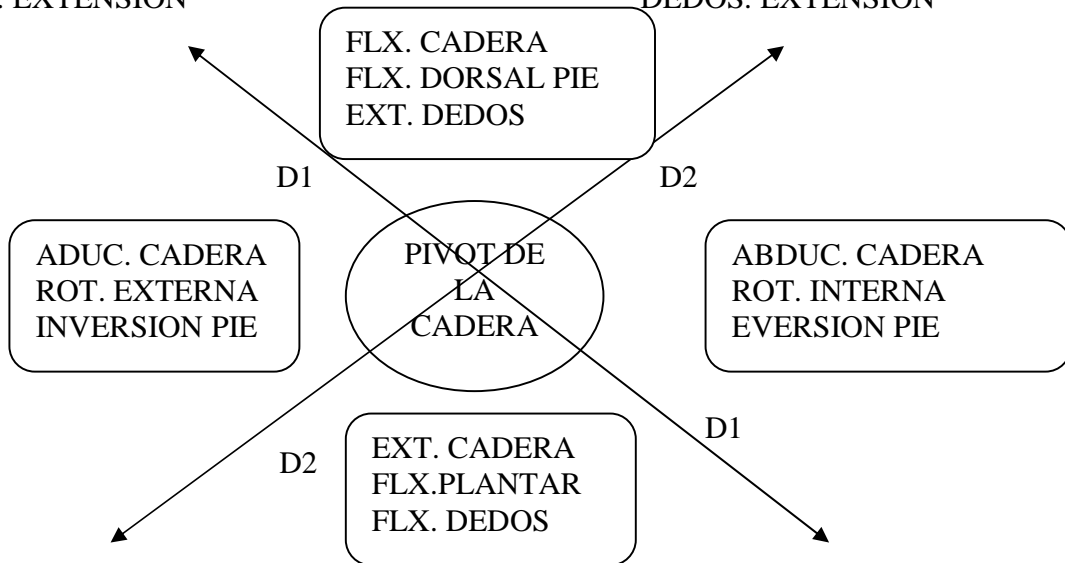 . EXTENSION
DEDOS. EXTENSION
FLX. CADERA
FLX. DORSAL PIE
EXT. DEDOS
D1
D2
ADUC. CADERA
ROT. EXTERNA
INVERSION PIE
PIVOT DE
LA
CADERA
ABDUC. CADERA
ROT. INTERNA
EVERSION PIE
D2
EXT. CADERA
FLX.PLANTAR
FLX. DEDOS
D1